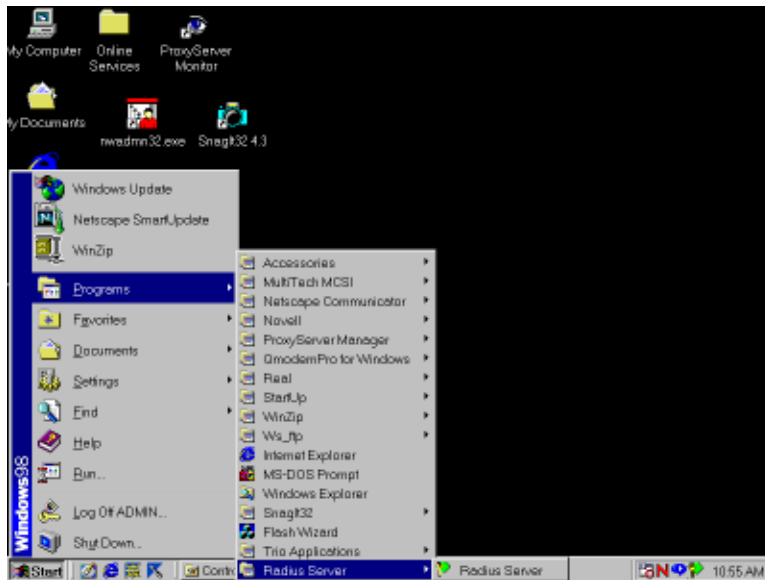 My Computer
Online Services
ProxyServer Monitor
My Documents
nwadmn32.exe
SnagIt32 4.3
Windows Update
Netscape SmartUpdate
WinZip
Programs
Favorites
Documents
Settings
Find
Help
Run...
Log Off ADMIN...
Shut Down...
Windows98
Accessories
MultiTech MCSI
Netscape Communicator
Novell
ProxyServer Manager
QmodemPro for Windows
Real
StartUp
WinZip
Ws_ftp
Internet Explorer
MS-DOS Prompt
Windows Explorer
SnagIt32
Flash Wizard
Trio Applications
Radius Server
Radius Server
Start
Contr
10:55 AM